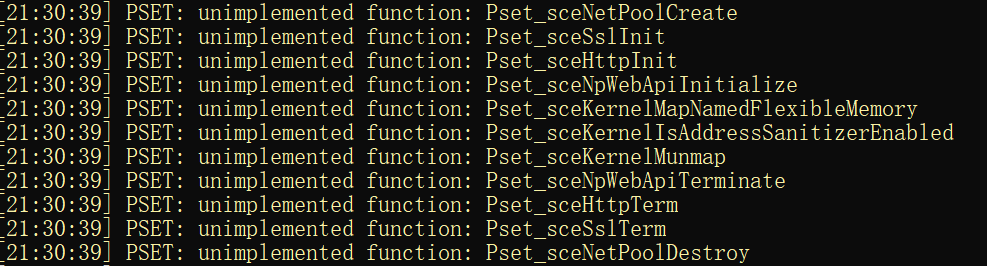 [21:30:39] PSET: unimplemented function: Pset_sceNetPoolCreate
[21:30:39] PSET: unimplemented function: Pset_sceSslInit
[21:30:39] PSET: unimplemented function: Pset_sceHttpInit
[21:30:39] PSET: unimplemented function: Pset_sceNpWebApiInitialize
[21:30:39] PSET: unimplemented function: Pset_sceKernelMapNamedFlexibleMemory
[21:30:39] PSET: unimplemented function: Pset_sceKernelIsAddressSanitizerEnabled
[21:30:39] PSET: unimplemented function: Pset_sceKernelMunmap
[21:30:39] PSET: unimplemented function: Pset_sceNpWebApiTerminate
[21:30:39] PSET: unimplemented function: Pset_sceHttpTerm
[21:30:39] PSET: unimplemented function: Pset_sceSslTerm
[21:30:39] PSET: unimplemented function: Pset_sceNetPoolDestroy